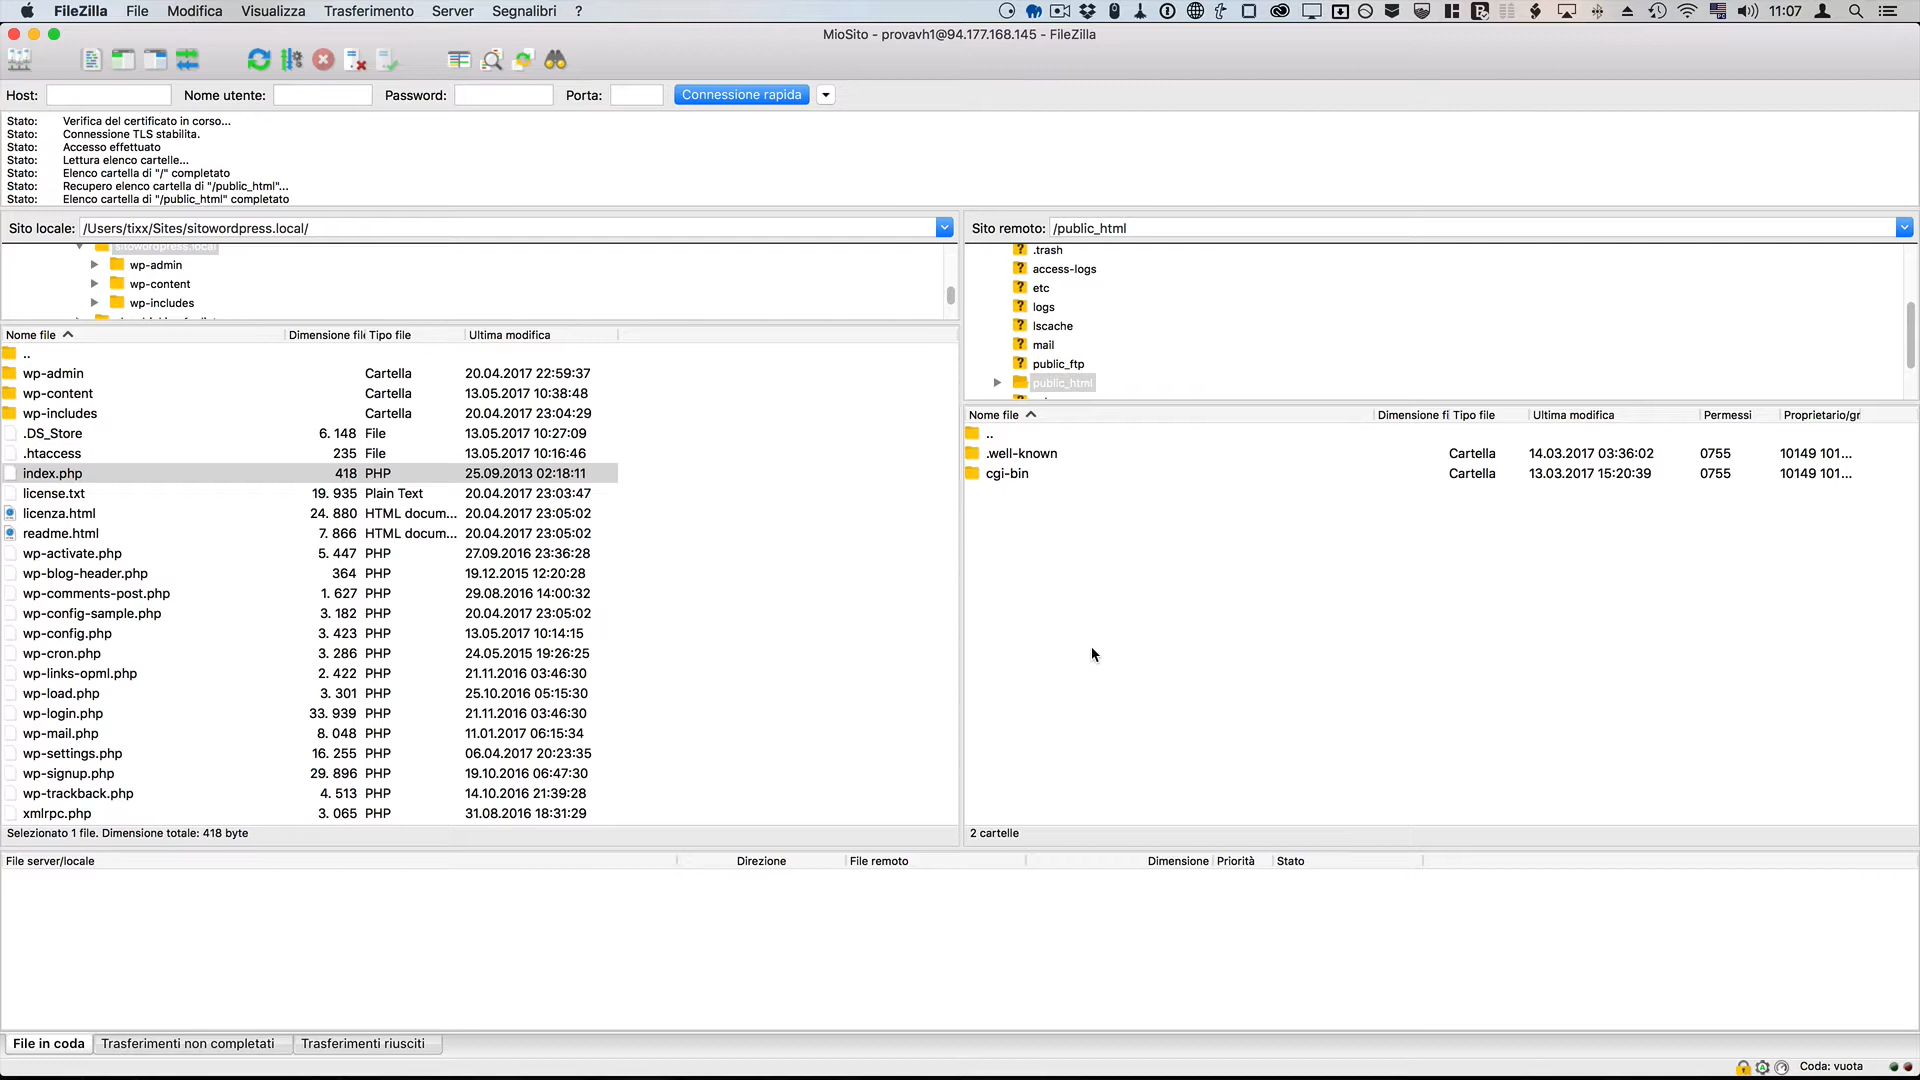 FileZilla File Modifica Visualizza Trasferimento Server Segnalibri ? 11:07
MioSito - provavh1@94.177.168.145 - FileZilla
Host: Nome utente: Password: Porta: Connessione rapida
Stato: Verifica del certificato in corso...
Stato: Connessione TLS stabilita.
Stato: Accesso effettuato
Stato: Lettura elenco cartelle...
Stato: Elenco cartella di "/" completato
Stato: Recupero elenco cartella di "/public_html"...
Stato: Elenco cartella di "/public_html" completato
Sito locale: /Users/tixx/Sites/sitowordpress.local/
sitowordpress.local
wp-admin
wp-content
wp-includes
Nome file Dimensione file Tipo file Ultima modifica
..
wp-admin Cartella 20.04.2017 22:59:37
wp-content Cartella 13.05.2017 10:38:48
wp-includes Cartella 20.04.2017 23:04:29
.DS_Store 6. 148 File 13.05.2017 10:27:09
.htaccess 235 File 13.05.2017 10:16:46
index.php 418 PHP 25.09.2013 02:18:11
license.txt 19. 935 Plain Text 20.04.2017 23:03:47
licenza.html 24. 880 HTML docum... 20.04.2017 23:05:02
readme.html 7. 866 HTML docum... 20.04.2017 23:05:02
wp-activate.php 5. 447 PHP 27.09.2016 23:36:28
wp-blog-header.php 364 PHP 19.12.2015 12:20:28
wp-comments-post.php 1. 627 PHP 29.08.2016 14:00:32
wp-config-sample.php 3. 182 PHP 20.04.2017 23:05:02
wp-config.php 3. 423 PHP 13.05.2017 10:14:15
wp-cron.php 3. 286 PHP 24.05.2015 19:26:25
wp-links-opml.php 2. 422 PHP 21.11.2016 03:46:30
wp-load.php 3. 301 PHP 25.10.2016 05:15:30
wp-login.php 33. 939 PHP 21.11.2016 03:46:30
wp-mail.php 8. 048 PHP 11.01.2017 06:15:34
wp-settings.php 16. 255 PHP 06.04.2017 20:23:35
wp-signup.php 29. 896 PHP 19.10.2016 06:47:30
wp-trackback.php 4. 513 PHP 14.10.2016 21:39:28
xmlrpc.php 3. 065 PHP 31.08.2016 18:31:29
Selezionato 1 file. Dimensione totale: 418 byte
Sito remoto: /public_html
.trash
access-logs
etc
logs
lscache
mail
public_ftp
public_html
Nome file Dimensione fi Tipo file Ultima modifica Permessi Proprietario/gr
..
.well-known Cartella 14.03.2017 03:36:02 0755 10149 101...
cgi-bin Cartella 13.03.2017 15:20:39 0755 10149 101...
2 cartelle
File server/locale Direzione File remoto Dimensione Priorità Stato
File in coda Trasferimenti non completati Trasferimenti riusciti
Coda: vuota